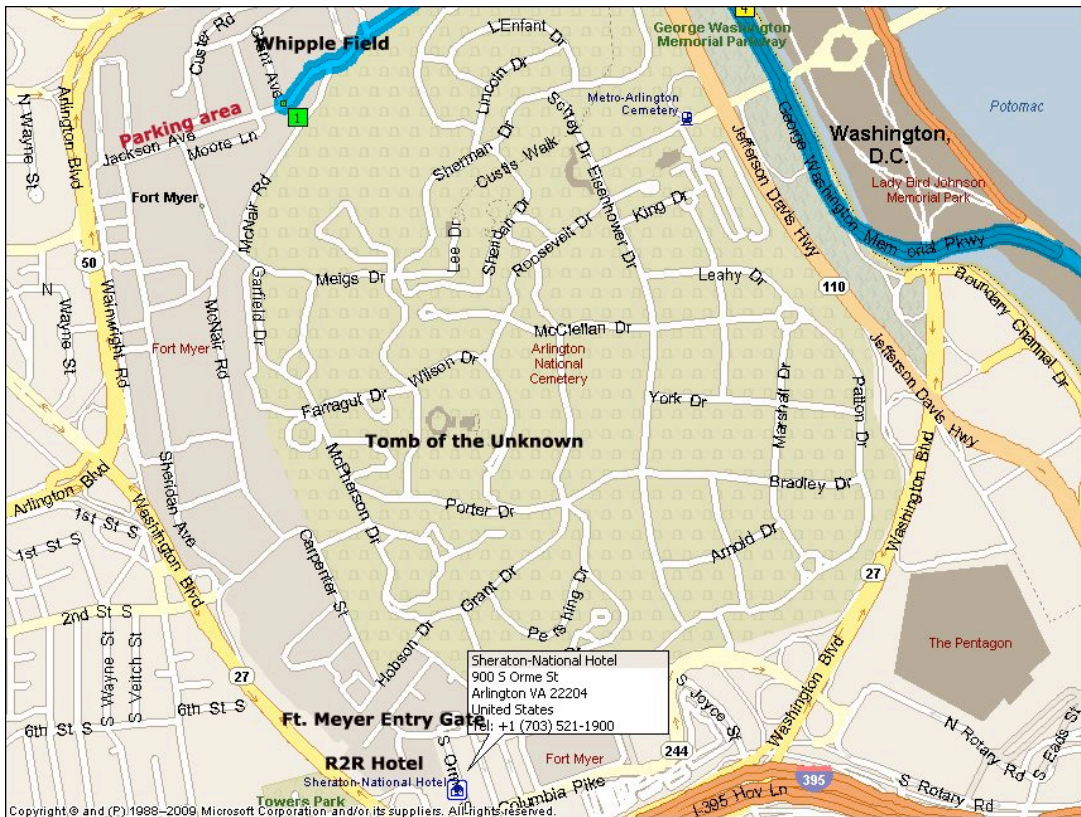 Whipple Field
Custer Rd
Grant Ave
1
Parking area
Jackson Ave
Moore Ln
N Wayne St
Arlington Blvd
L'Enfant Dr
Lincoln Dr
4
George Washington
Memorial Parkway
Metro-Arlington
Cemetery
Potomac
Washington,
D.C.
Lady Bird Johnson
Memorial Park
George Washington Memorial Pkwy
Jefferson Davis Hwy
Boundary Channel Dr
Fort Myer
McNair Rd
Sherman Dr
Custis Walk
Schley Dr
Eisenhower Dr
King Dr
Lee Dr
Sheridan Dr
Roosevelt Dr
Meigs Dr
Leahy Dr
110
50
N Wayne St
Wainwright Rd
McNair Rd
Garfield Dr
Fort Myer
McClellan Dr
Arlington
National
Cemetery
Wilson Dr
Farragut Dr
York Dr
Marshall Dr
Patton Dr
Jefferson Davis Hwy
Tomb of the Unknown
McPherson Dr
Sheridan Ave
Bradley Dr
Washington Blvd
Arlington Blvd
1st St S
Porter Dr
Arnold Dr
1st St S
Washington Blvd
Carpenter St
Grant Dr
Pershing Dr
27
2nd St S
S Wayne St
S Veitch St
Hobson Dr
The Pentagon
27
Sheraton-National Hotel
900 S Orme St
Arlington VA 22204
United States
Tel: +1 (703) 521-1900
S Joyce St
Washington Blvd
6th St S
6th St S
Ft. Meyer Entry Gate
S Orme
N Rotary Rd
S Eads St
R2R Hotel
Fort Myer
244
Sheraton-National Hotel
395
S Rotary Rd
Towers Park
Columbia Pike
I-395 Hov Ln
Copyright © and (P) 1988–2009 Microsoft Corporation and/or its suppliers. All rights reserved.